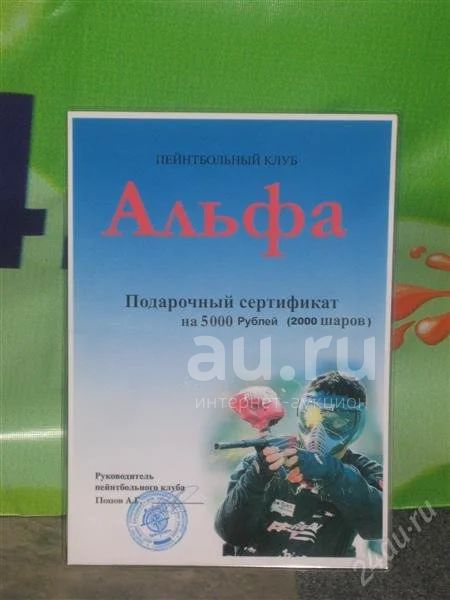 ПЕЙНТБОЛЬНЫЙ КЛУБ
Альфа
Подарочный сертификат
на 5000 Рублей (2000 шаров)
au.ru
интернет-аукцион
Руководитель
пейнтбольного клуба
Попов А.Г.
24au.ru